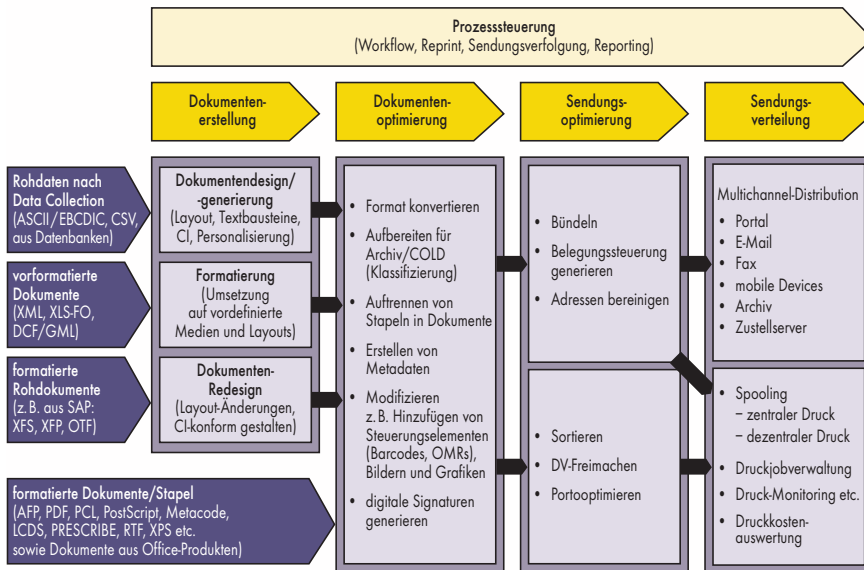 Prozesssteuerung
(Workflow, Reprint, Sendungsverfolgung, Reporting)
Dokumenten-
erstellung
Dokumenten-
optimierung
Sendungs-
optimierung
Sendungs-
verteilung
Rohdaten nach
Data Collection
(ASCII/EBCDIC, CSV,
aus Datenbanken)
vorformatierte
Dokumente
(XML, XLS-FO,
DCF/GML)
formatierte
Rohdokumente
(z. B. aus SAP:
XFS, XFP, OTF)
formatierte Dokumente/Stapel
(AFP, PDF, PCL, PostScript, Metacode,
LCDS, PRESCRIBE, RTF, XPS etc.
sowie Dokumente aus Office-Produkten)
Dokumentendesign/
-generierung
(Layout, Textbausteine,
CI, Personalisierung)
Formatierung
(Umsetzung
auf vordefinierte
Medien und Layouts)
Dokumenten-
Redesign
(Layout-Änderungen,
CI-konform gestalten)
• Format konvertieren
• Aufbereiten für
Archiv/COLD
(Klassifizierung)
• Auftrennen von
Stapeln in Dokumente
• Erstellen von
Metadaten
• Modifizieren
z. B. Hinzufügen von
Steuerungselementen
(Barcodes, OMRs),
Bildern und Grafiken
• digitale Signaturen
generieren
• Bündeln
• Belegungssteuerung
generieren
• Adressen bereinigen
• Sortieren
• DV-Freimachen
• Portooptimieren
Multichannel-Distribution
• Portal
• E-Mail
• Fax
• mobile Devices
• Archiv
• Zustellserver
• Spooling
– zentraler Druck
– dezentraler Druck
• Druckjobverwaltung
• Druck-Monitoring etc.
• Druckkosten-
auswertung